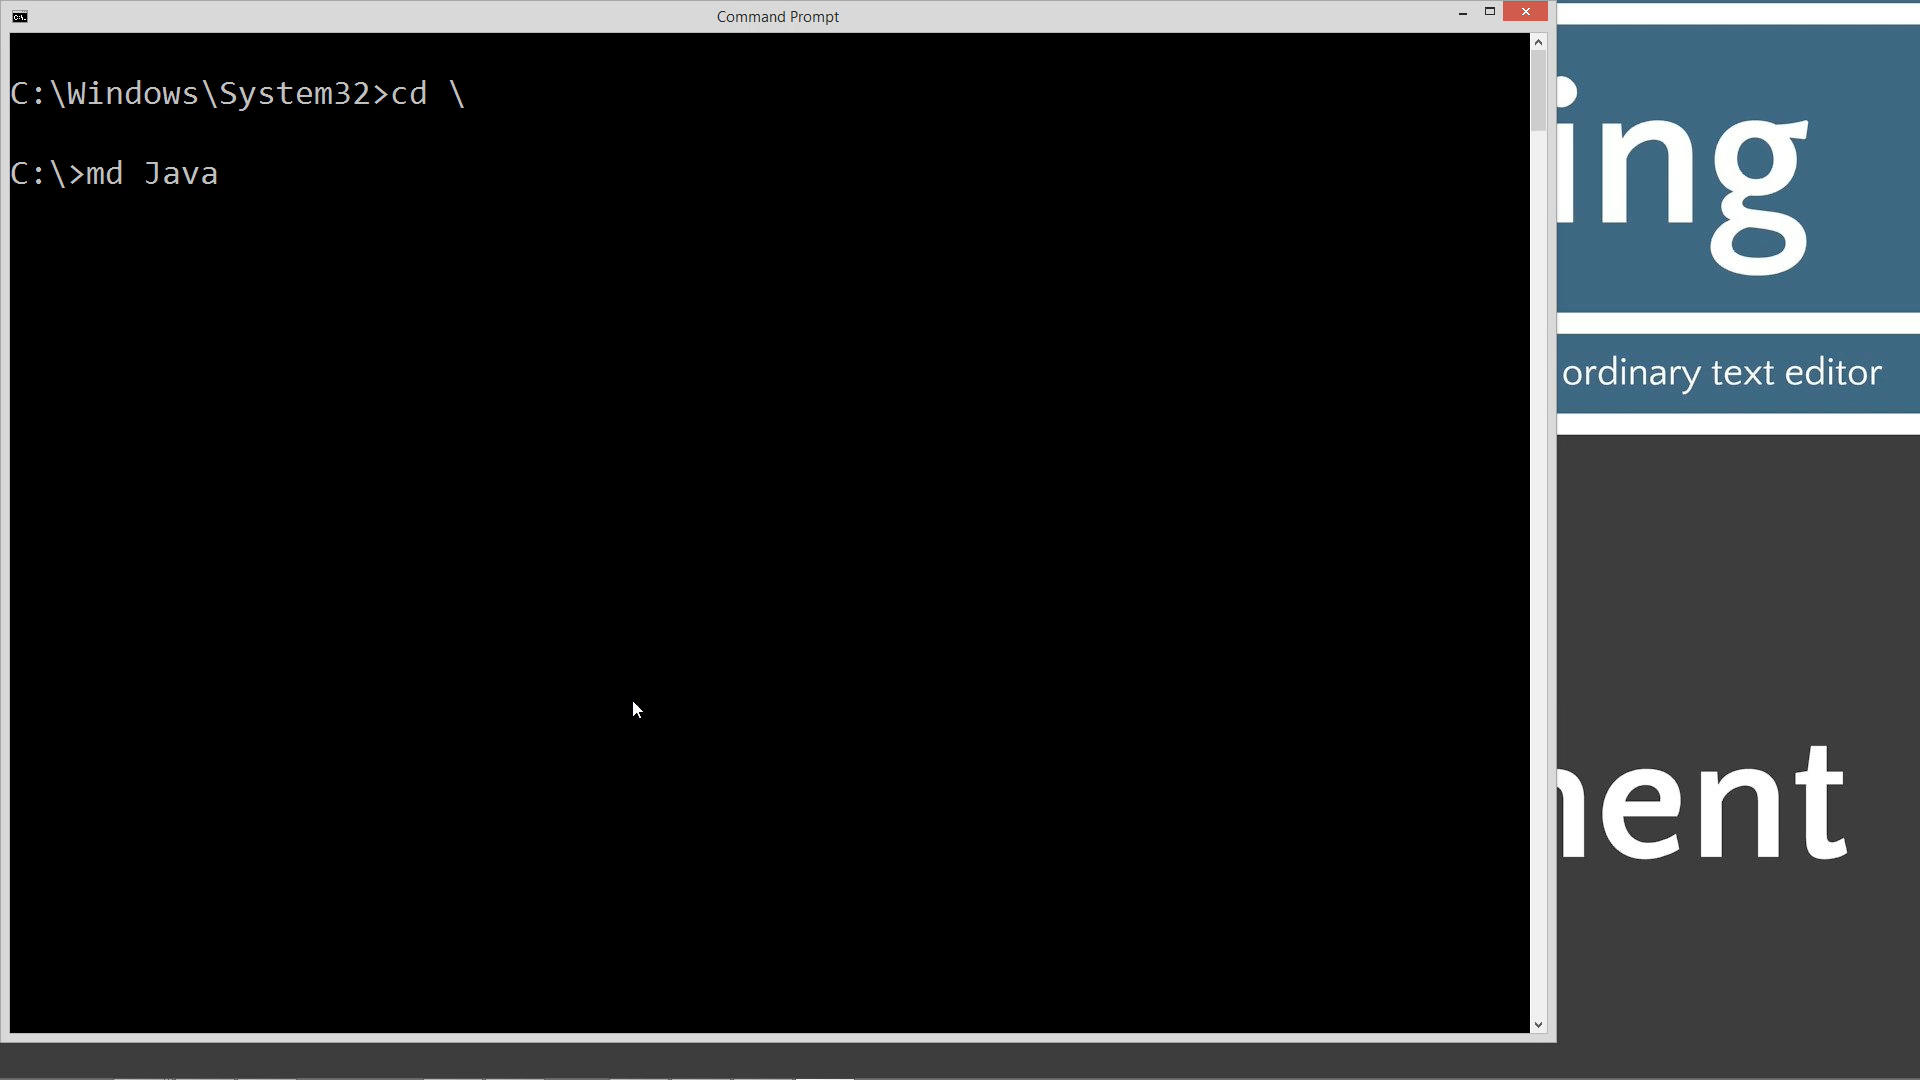 Command Prompt
C:\Windows\System32>cd \
C:\>md Java
ing
ordinary text editor
ent